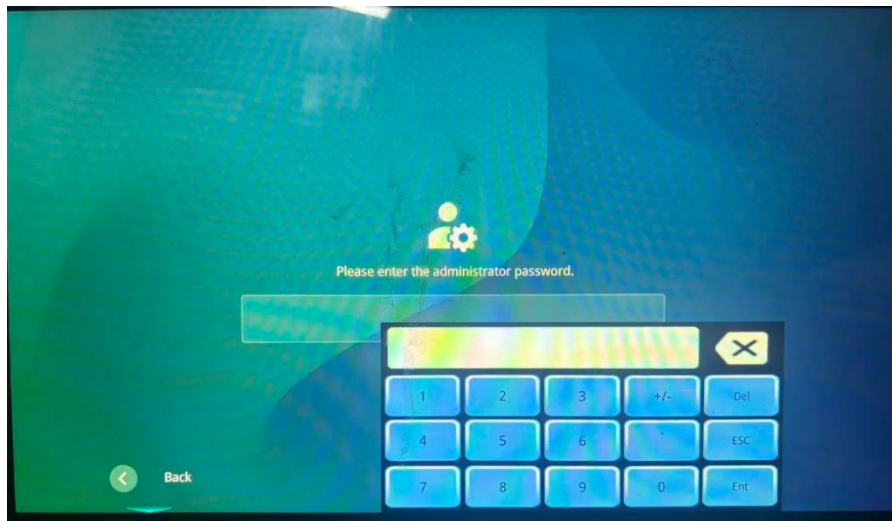 Please enter the administrator password.
1 2 3 +/- Del
4 5 6 . ESC
Back
7 8 9 0 Ent